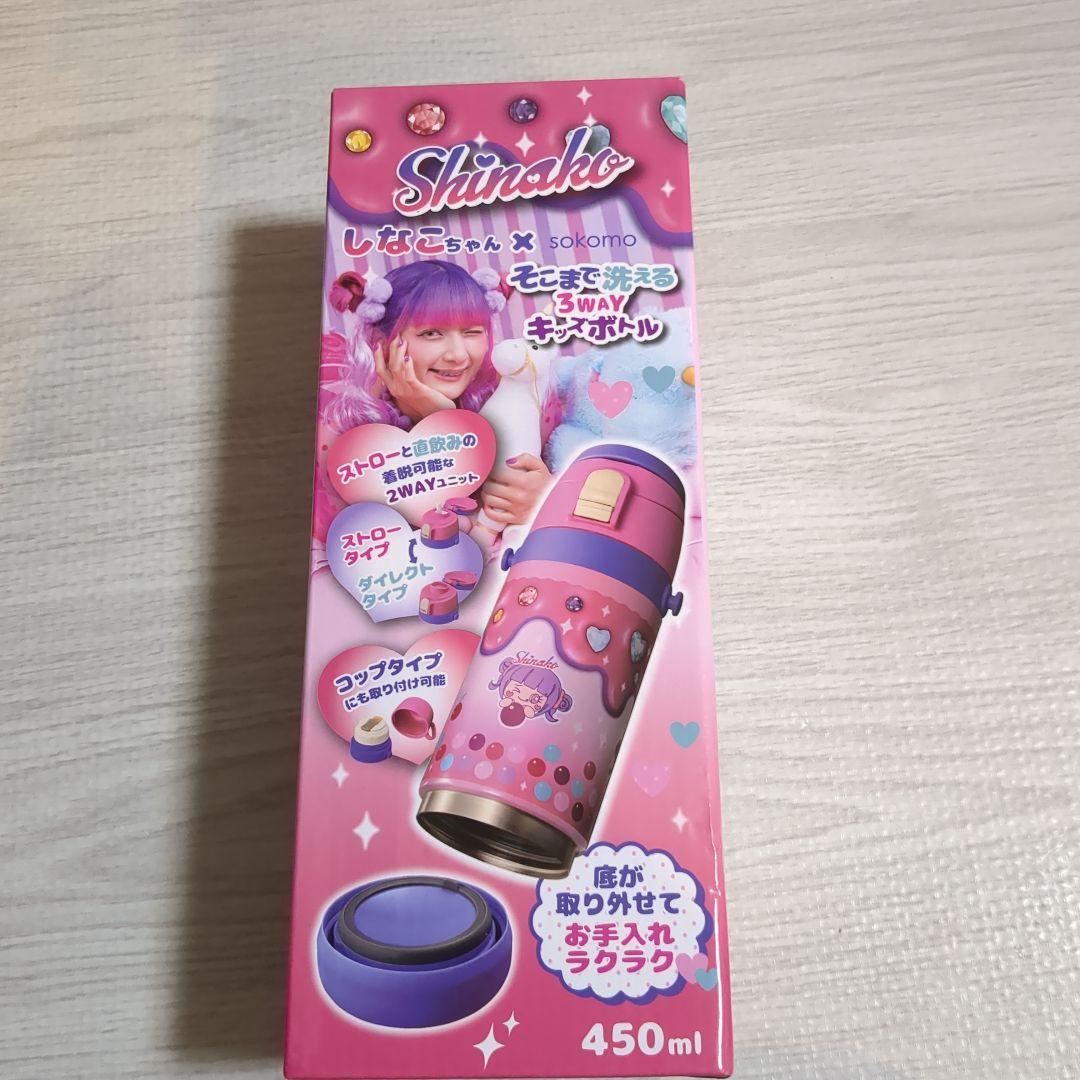 Shinako
しなこちゃん × sokomo
そこまで洗える
3WAY
キッズボトル
ストローと直飲みの
着脱可能な
2WAYユニット
ストロー
タイプ
ダイレクト
タイプ
コップタイプ
にも取り付け可能
Shinako
底が
取り外せて
お手入れ
ラクラク
450ml